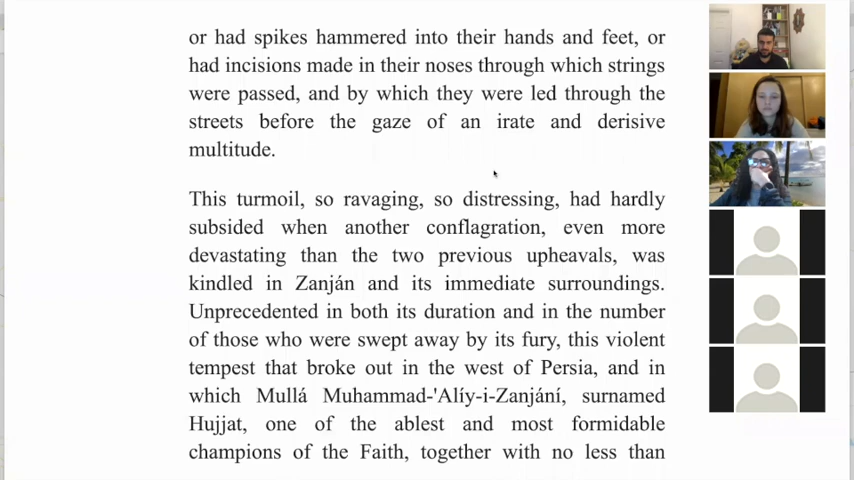 or had spikes hammered into their hands and feet, or
had incisions made in their noses through which strings
were passed, and by which they were led through the
streets before the gaze of an irate and derisive
multitude.
This turmoil, so ravaging, so distressing, had hardly
subsided when another conflagration, even more
devastating than the two previous upheavals, was
kindled in Zanján and its immediate surroundings.
Unprecedented in both its duration and in the number
of those who were swept away by its fury, this violent
tempest that broke out in the west of Persia, and in
which Mullá Muhammad-'Alíy-i-Zanjání, surnamed
Hujjat, one of the ablest and most formidable
champions of the Faith, together with no less than